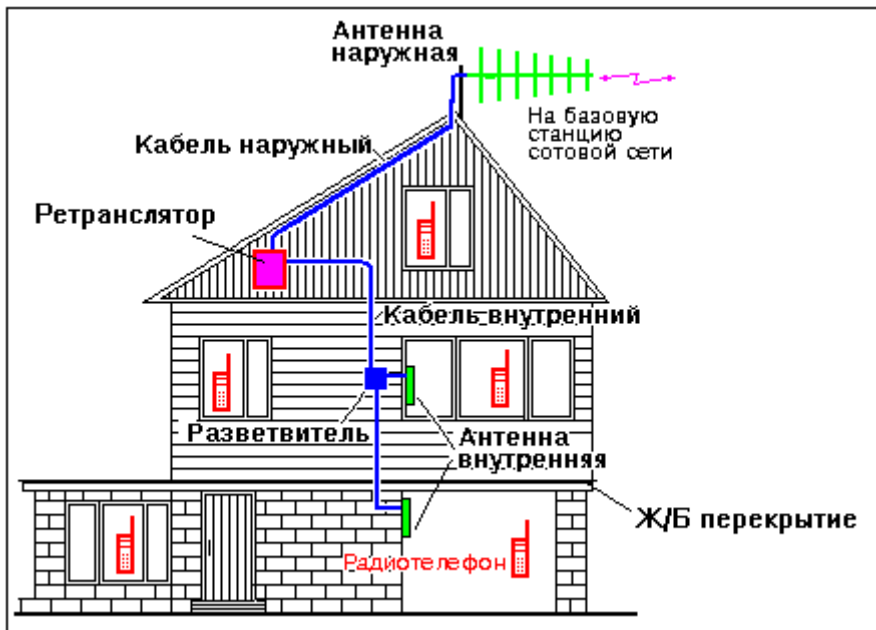 Антенна
наружная
На базовую
станцию
сотовой сети
Кабель наружный
Ретранслятор
Кабель внутренний
Разветвитель
Антенна
внутренняя
Ж/Б перекрытие
Радиотелефон